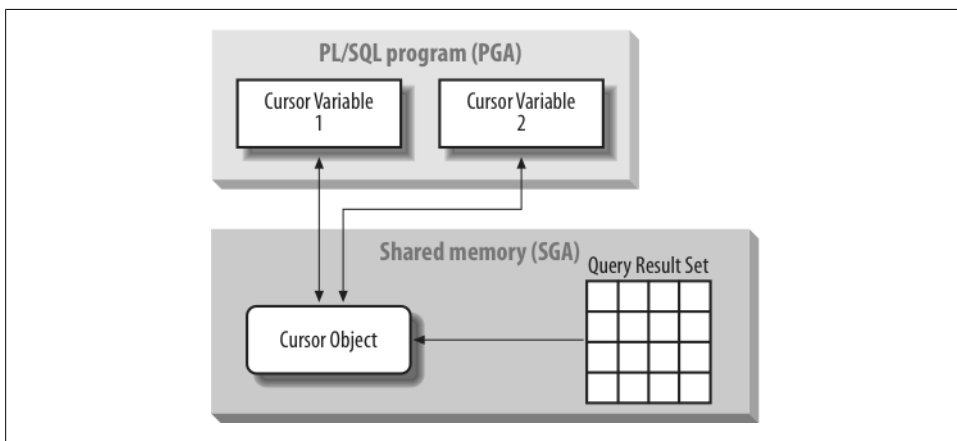 PL/SQL program (PGA)
Cursor Variable
1
Cursor Variable
2
Shared memory (SGA)
Query Result Set
Cursor Object